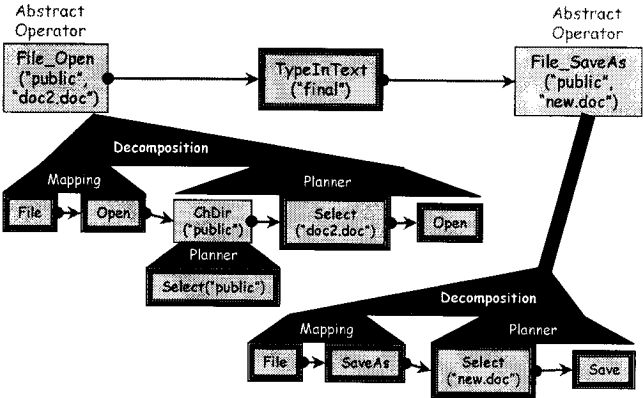 Abstract
Operator
File_Open
("public",
"doc2.doc")
TypeInText
("final")
Abstract
Operator
File_SaveAs
("public",
"new.doc")
Decomposition
Mapping
Planner
File
Open
ChDir
("public")
Select
("doc2.doc")
Open
Planner
Select("public")
Decomposition
Mapping
Planner
File
SaveAs
Select
("new.doc")
Save